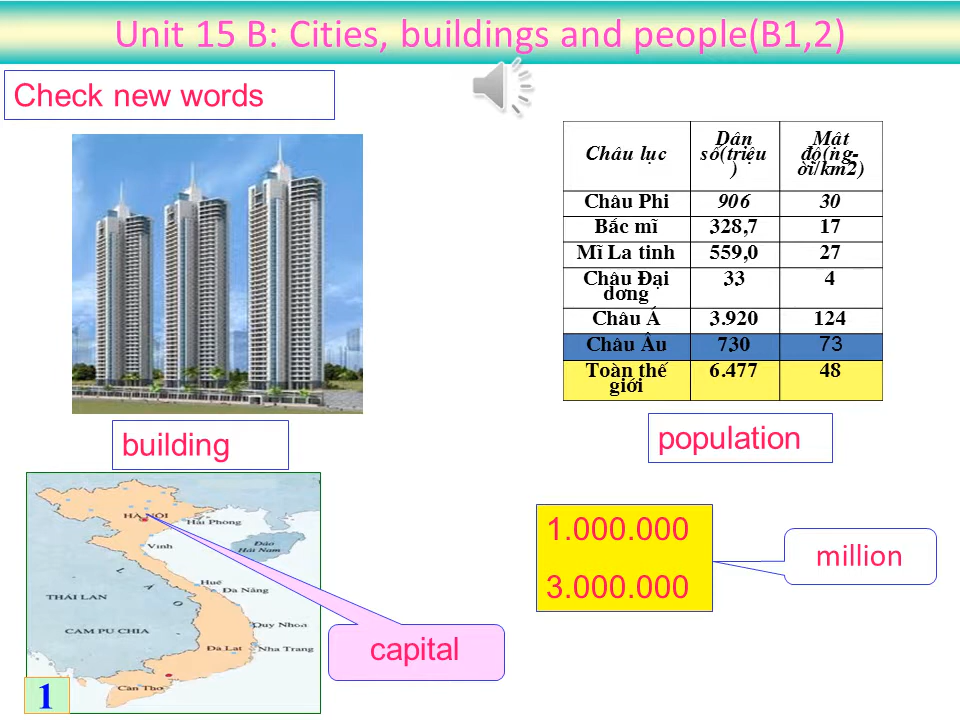 Unit 15 B: Cities, buildings and people(B1,2)
Check new words
Châu lục
Dân
số(triệu
)
Mật
độ(ng-
ời/km2)
Châu Phi 906 30
Bắc mĩ 328,7 17
Mĩ La tinh 559,0 27
Châu Đại
dơng
33 4
Châu Á 3.920 124
Châu Âu 730 73
Toàn thế
giới
6.477 48
building
population
HÀ NỘI
Hải Phong
Đảo
Hải Nam
Vinh
L A O
THÁI LAN
Huế
Đà Nẵng
CAM PU CHIA
Quy Nhơn
Đà Lạt
Nha Trang
Cần Thơ
capital
1.000.000
3.000.000
million
1